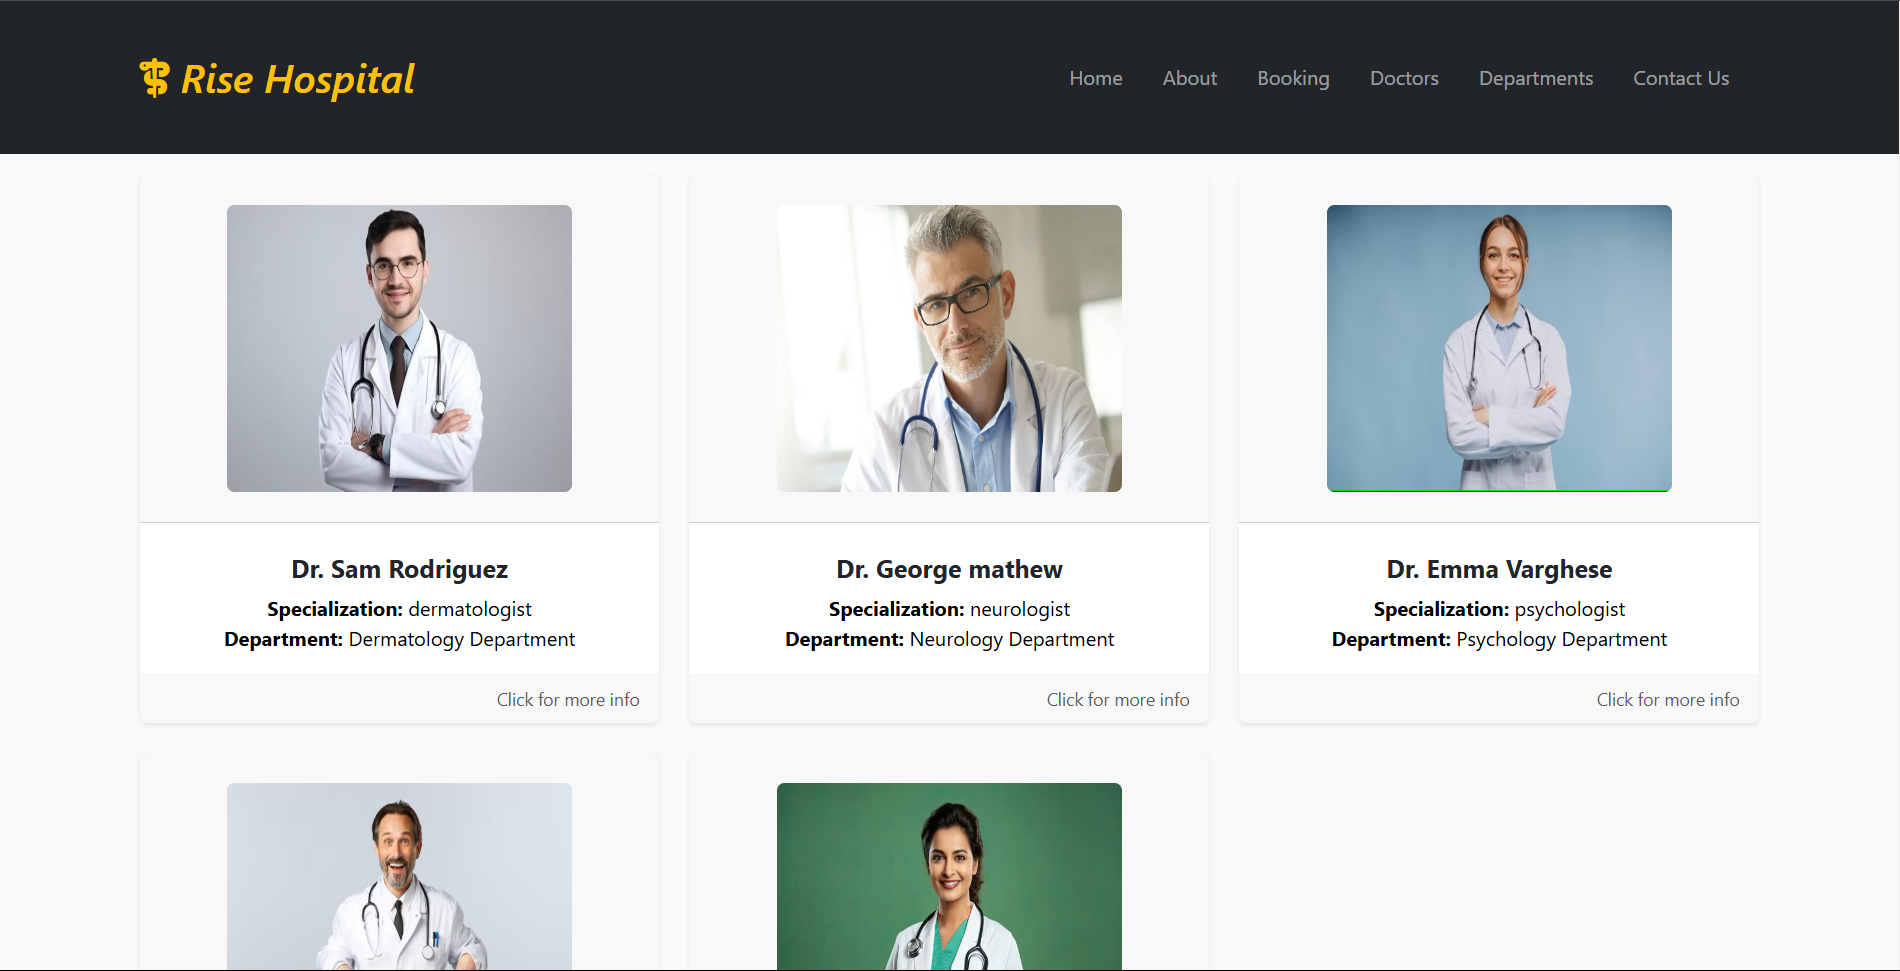 Rise Hospital
Home About Booking Doctors Departments Contact Us
Dr. Sam Rodriguez
Specialization: dermatologist
Department: Dermatology Department
Click for more info
Dr. George mathew
Specialization: neurologist
Department: Neurology Department
Click for more info
Dr. Emma Varghese
Specialization: psychologist
Department: Psychology Department
Click for more info